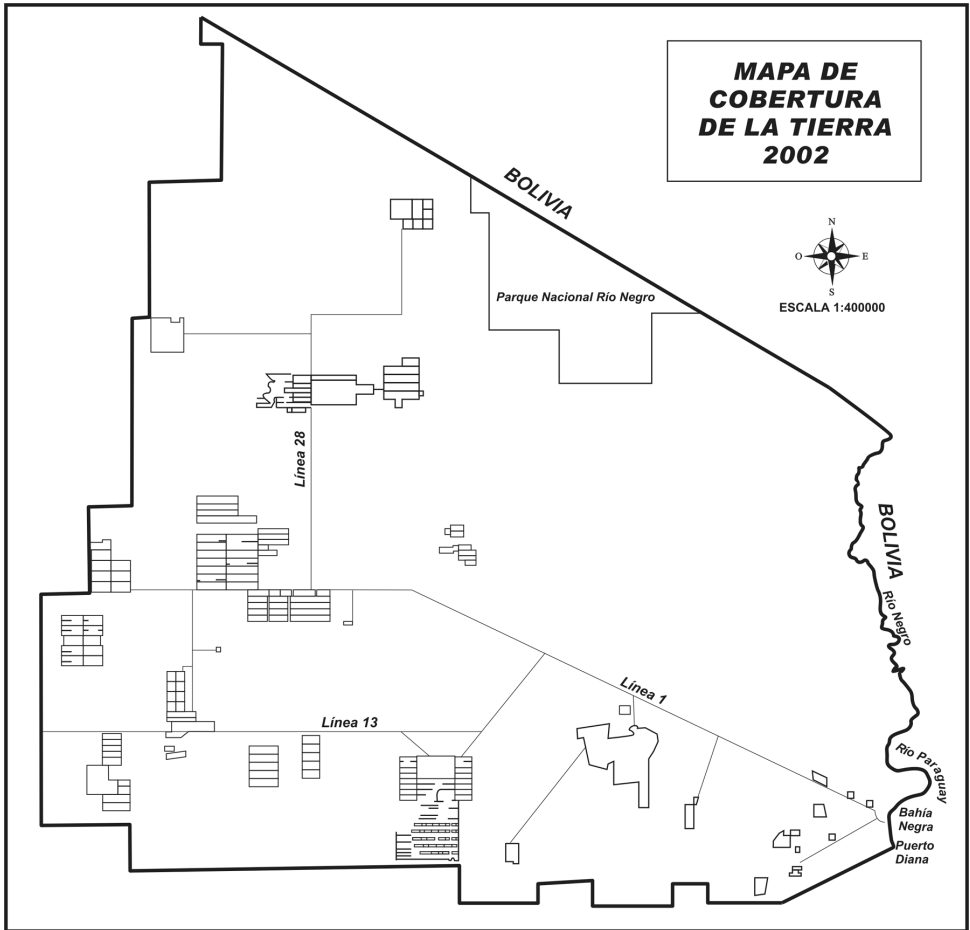 MAPA DE
COBERTURA
DE LA TIERRA
2002
BOLIVIA
N
O
E
S
ESCALA 1:400000
Parque Nacional Río Negro
Línea 28
BOLIVIA
Río Negro
Línea 1
Línea 13
Río Paraguay
Bahía
Negra
Puerto
Diana